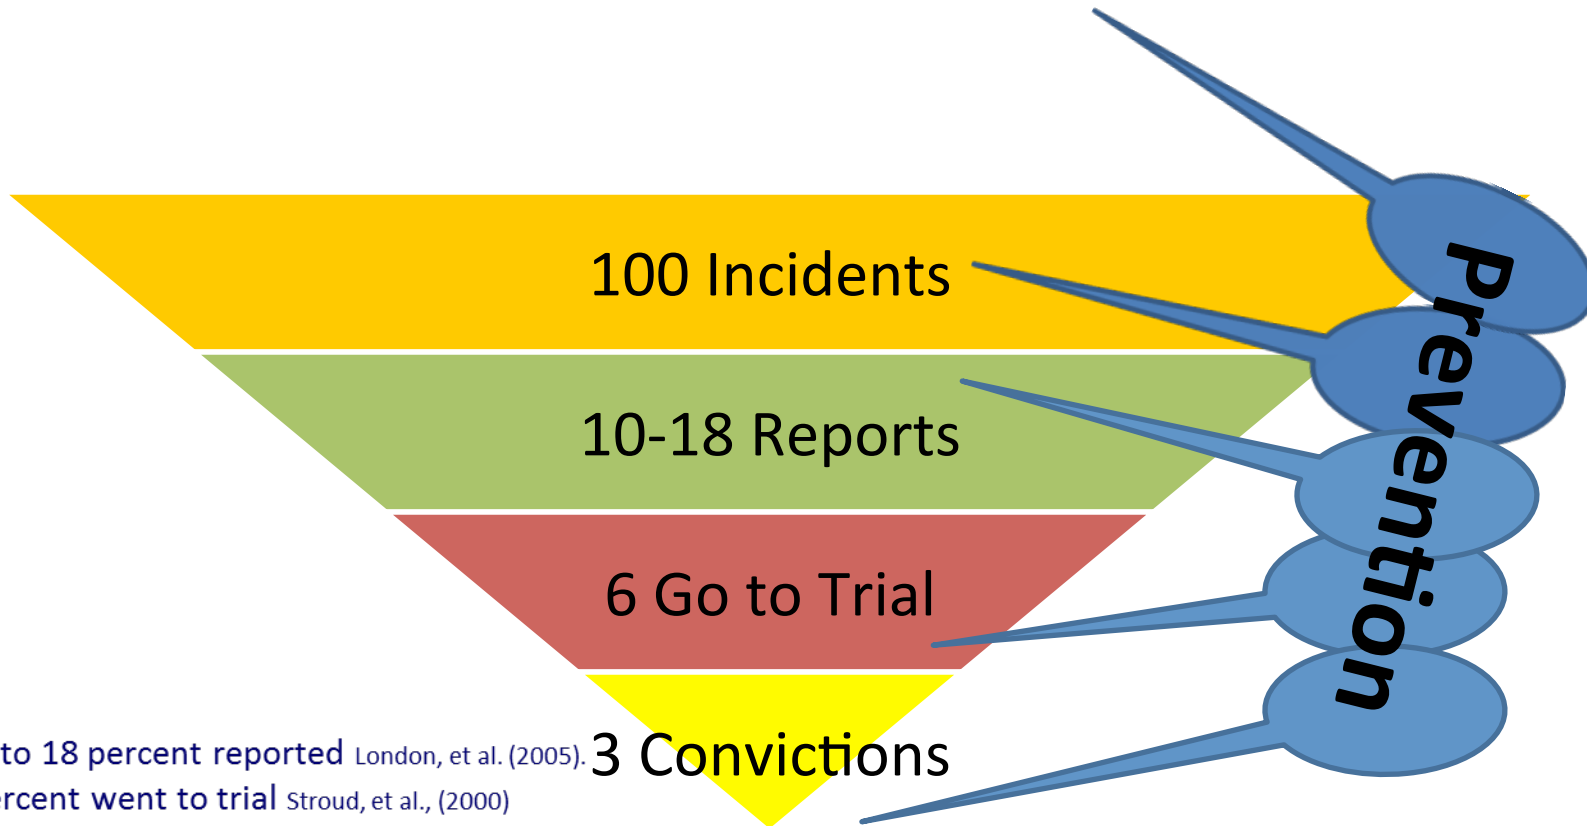 100 Incidents
10-18 Reports
6 Go to Trial
3 Convictions
Prevention
to 18 percent reported London, et al. (2005).
percent went to trial Stroud, et al., (2000)